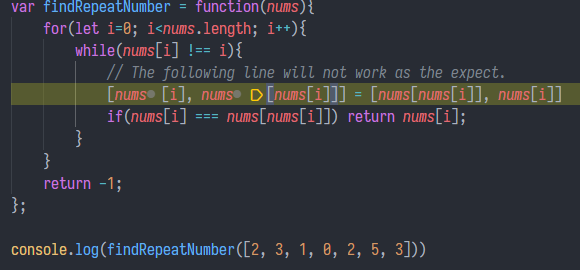 var findRepeatNumber = function(nums){
for(let i=0; i<nums.length; i++){
while(nums[i] !== i){
// The following line will not work as the expect.
[nums [i], nums [nums[i]]] = [nums[nums[i]], nums[i]]
if(nums[i] === nums[nums[i]]) return nums[i];
}
}
return -1;
};
console.log(findRepeatNumber([2, 3, 1, 0, 2, 5, 3]))